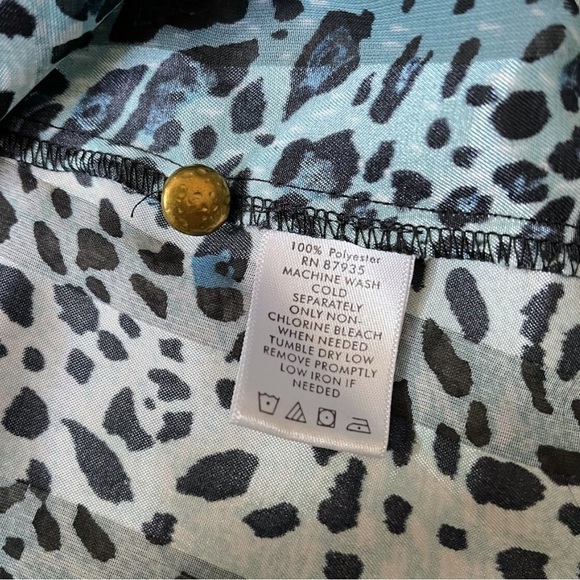 100% Polyester
RN 87935
MACHINE WASH
COLD
SEPARATELY
ONLY NON-
CHLORINE BLEACH
WHEN NEEDED
TUMBLE DRY LOW
REMOVE PROMPTLY
LOW IRON IF
NEEDED